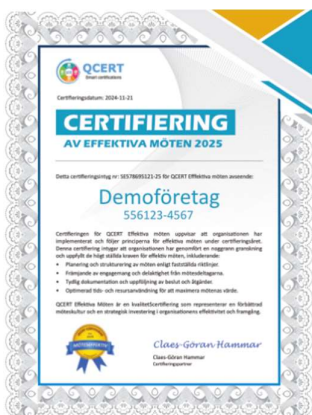 QCERT
Smart certifications
Certifieringsdatum: 2024-11-21
CERTIFIERING
AV EFFEKTIVA MÖTEN 2025
Detta certifieringsintyg nr: SE578695121-25 för QCERT Effektiva möten avseende:
Demoföretag
556123-4567
Certifieringen för QCERT Effektiva möten uppvisar att organisationen har
implementerat och följer principerna för effektiva möten under certifieringsåret.
Denna certifiering intygar att organisationen har genomfört en noggrann granskning
och uppfyllt de högt ställda kraven för effektiv möten, inkluderande:
• Planering och strukturering av möten enligt fastställda riktlinjer.
• Främjande av engagemang och delaktighet från mötesdeltagarna.
• Tydlig dokumentation och uppföljning av beslut och åtgärder.
• Optimerad tids- och resursanvändning för att maximera mötenas värde.
QCERT Effektiva Möten är en kvalitetscertifiering som representerar en förbättrad
möteskultur och en strategisk investering i organisationens effektivitet och framgång.
Claes-Göran Hammar
Claes-Göran Hammar
Certifieringspartner